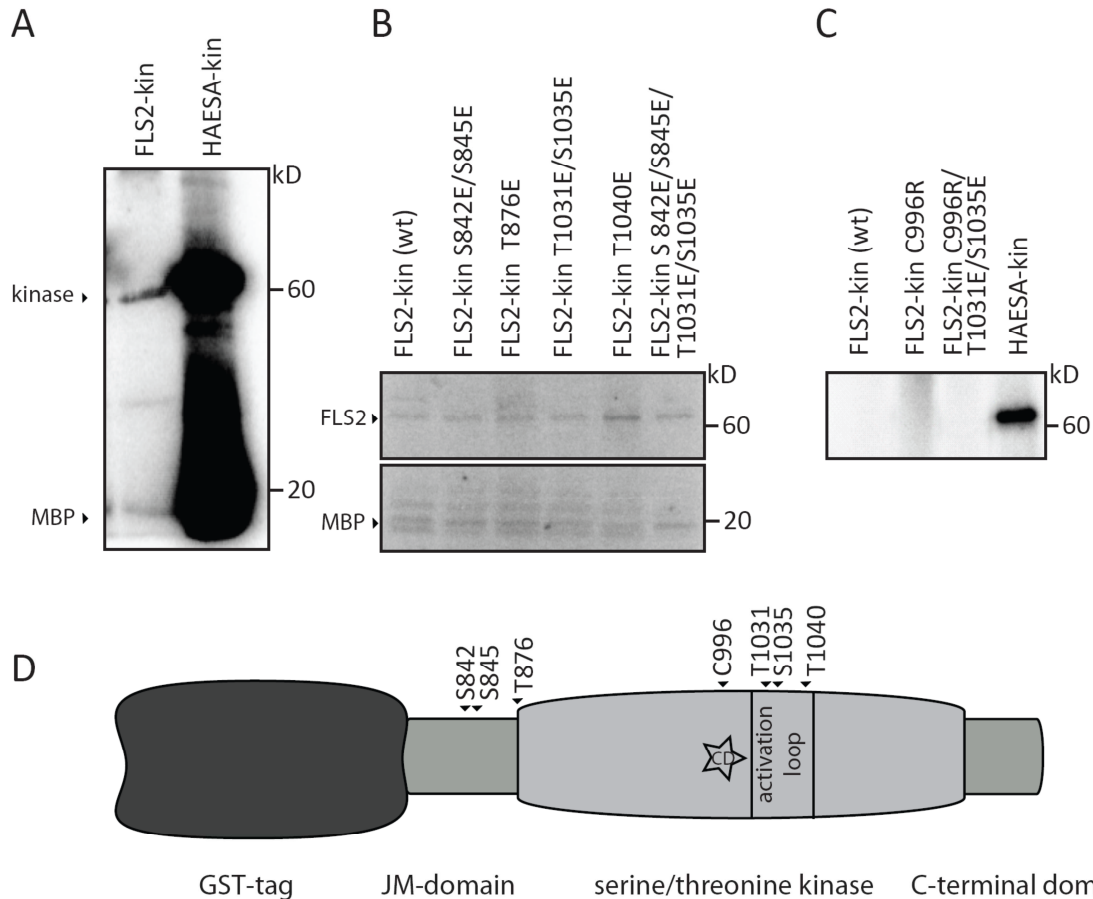 A
FLS2-kin
HAESA-kin
kD
kinase
60
20
MBP
B
FLS2-kin (wt)
FLS2-kin S842E/S845E
FLS2-kin T876E
FLS2-kin T1031E/S1035E
FLS2-kin T1040E
FLS2-kin S 842E/S845E/
T1031E/S1035E
kD
FLS2
60
MBP
20
C
FLS2-kin (wt)
FLS2-kin C996R
FLS2-kin C996R/
T1031E/S1035E
HAESA-kin
kD
60
D
S842
S845
T876
C996
T1031
S1035
T1040
CD
activation
loop
GST-tag
JM-domain
serine/threonine kinase
C-terminal dom